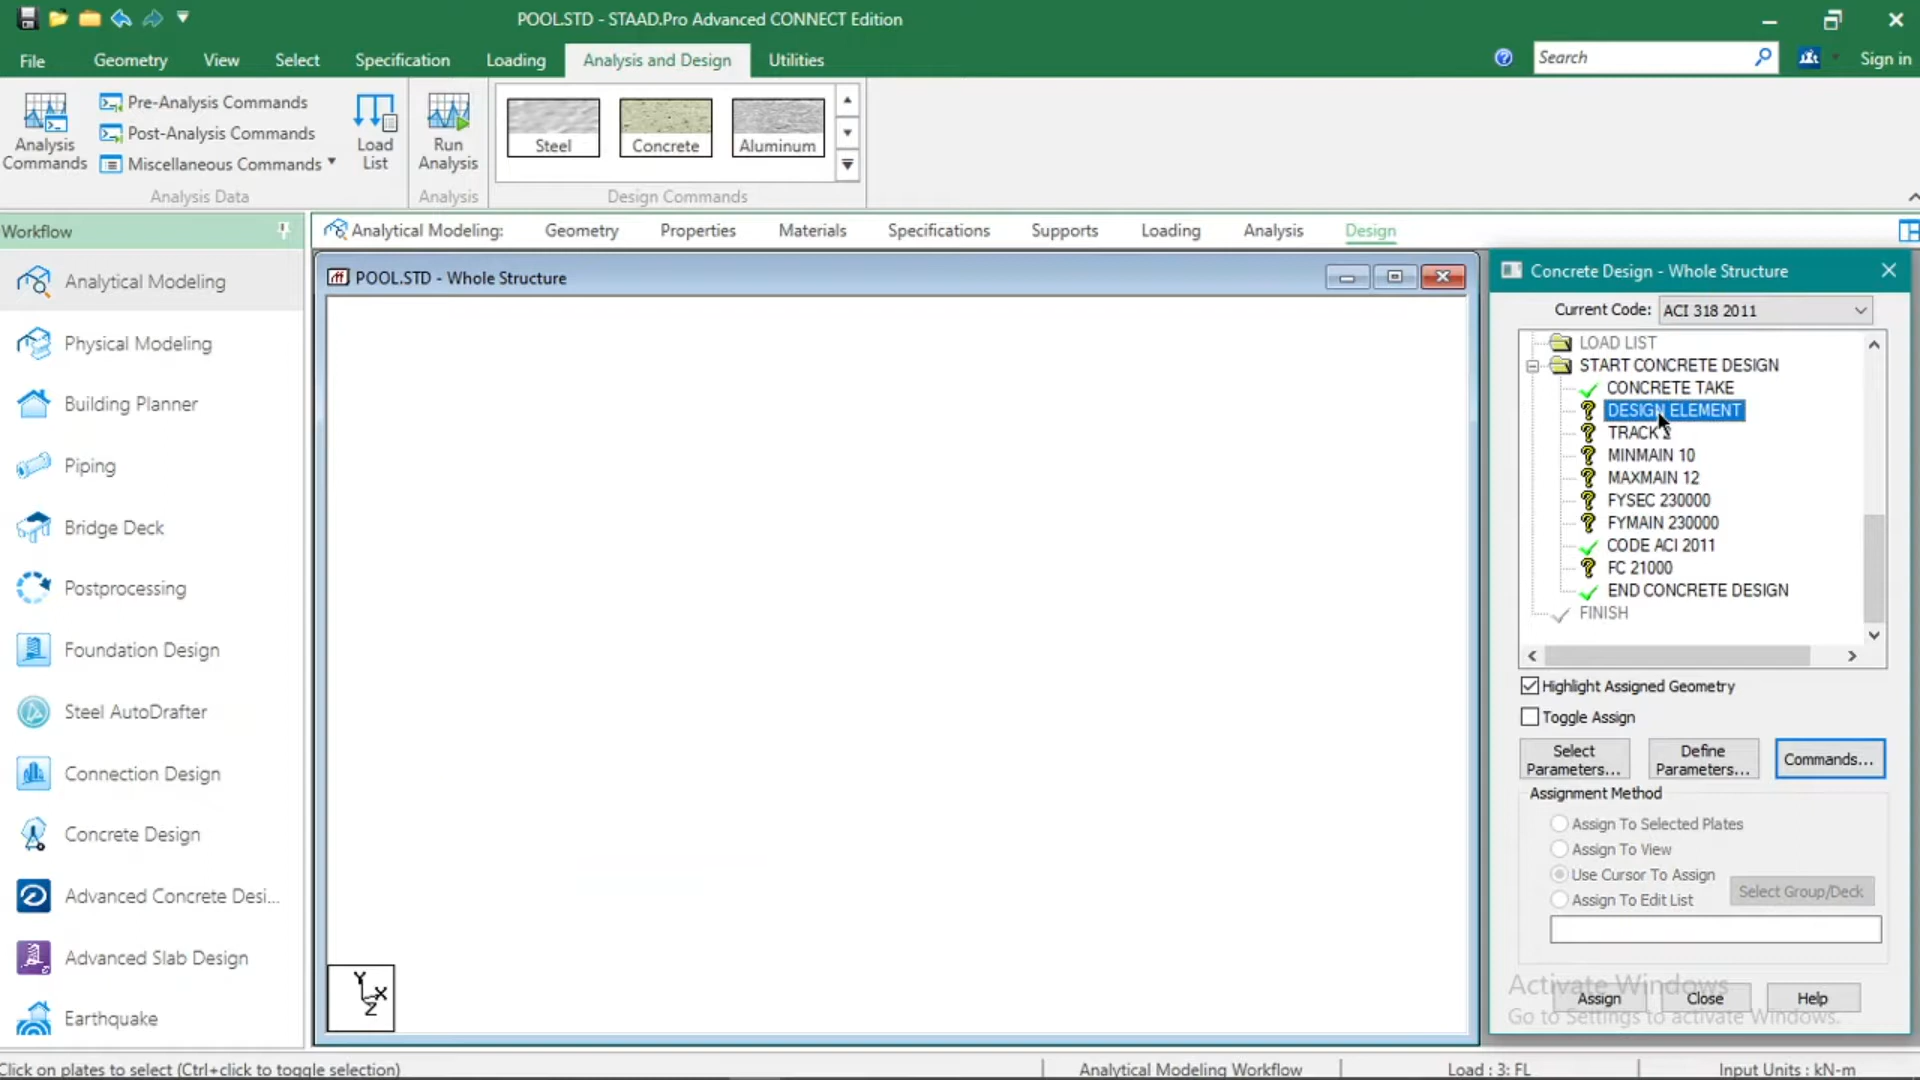 POOL.STD - STAAD.Pro Advanced CONNECT Edition
File
Geometry
View
Select
Specification
Loading
Analysis and Design
Utilities
Search
Sign in
Analysis
Commands
Pre-Analysis Commands
Post-Analysis Commands
Miscellaneous Commands
Load
List
Run
Analysis
Steel
Concrete
Aluminum
Analysis Data
Analysis
Design Commands
Workflow
Analytical Modeling:
Geometry
Properties
Materials
Specifications
Supports
Loading
Analysis
Design
Analytical Modeling
Physical Modeling
Building Planner
Piping
Bridge Deck
Postprocessing
Foundation Design
Steel AutoDrafter
Connection Design
Concrete Design
Advanced Concrete Desi...
Advanced Slab Design
Earthquake
POOL.STD - Whole Structure
Y
X
Z
Concrete Design - Whole Structure
Current Code: ACI 318 2011
LOAD LIST
START CONCRETE DESIGN
CONCRETE TAKE
DESIGN ELEMENT
TRACK 2
MINMAIN 10
MAXMAIN 12
FYSEC 230000
FYMAIN 230000
CODE ACI 2011
FC 21000
END CONCRETE DESIGN
FINISH
Highlight Assigned Geometry
Toggle Assign
Select
Parameters...
Define
Parameters...
Commands...
Assignment Method
Assign To Selected Plates
Assign To View
Use Cursor To Assign
Assign To Edit List
Select Group/Deck
Activate Windows
Go to Settings to activate Windows.
Assign
Close
Help
Click on plates to select (Ctrl+click to toggle selection)
Analytical Modeling Workflow
Load : 3: FL
Input Units : kN-m